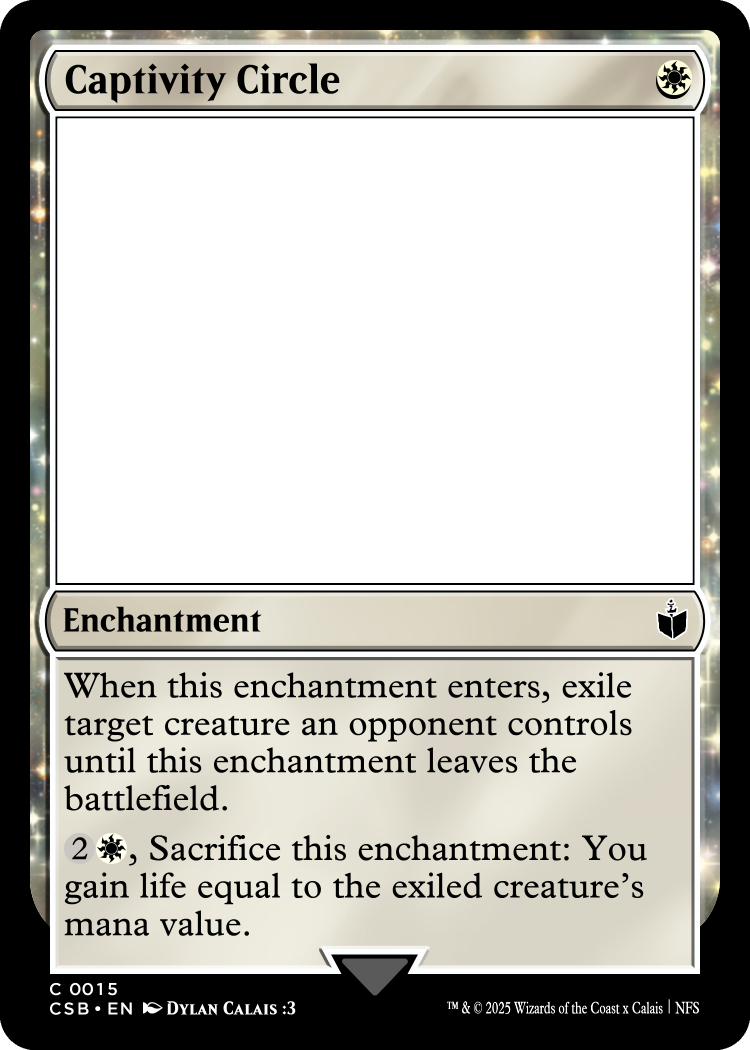 Captivity Circle
Enchantment
When this enchantment enters, exile
target creature an opponent controls
until this enchantment leaves the
battlefield.
2, Sacrifice this enchantment: You
gain life equal to the exiled creature’s
mana value.
C 0015
CSB • EN DYLAN CALAIS :3
™ & © 2025 Wizards of the Coast x Calais | NFS